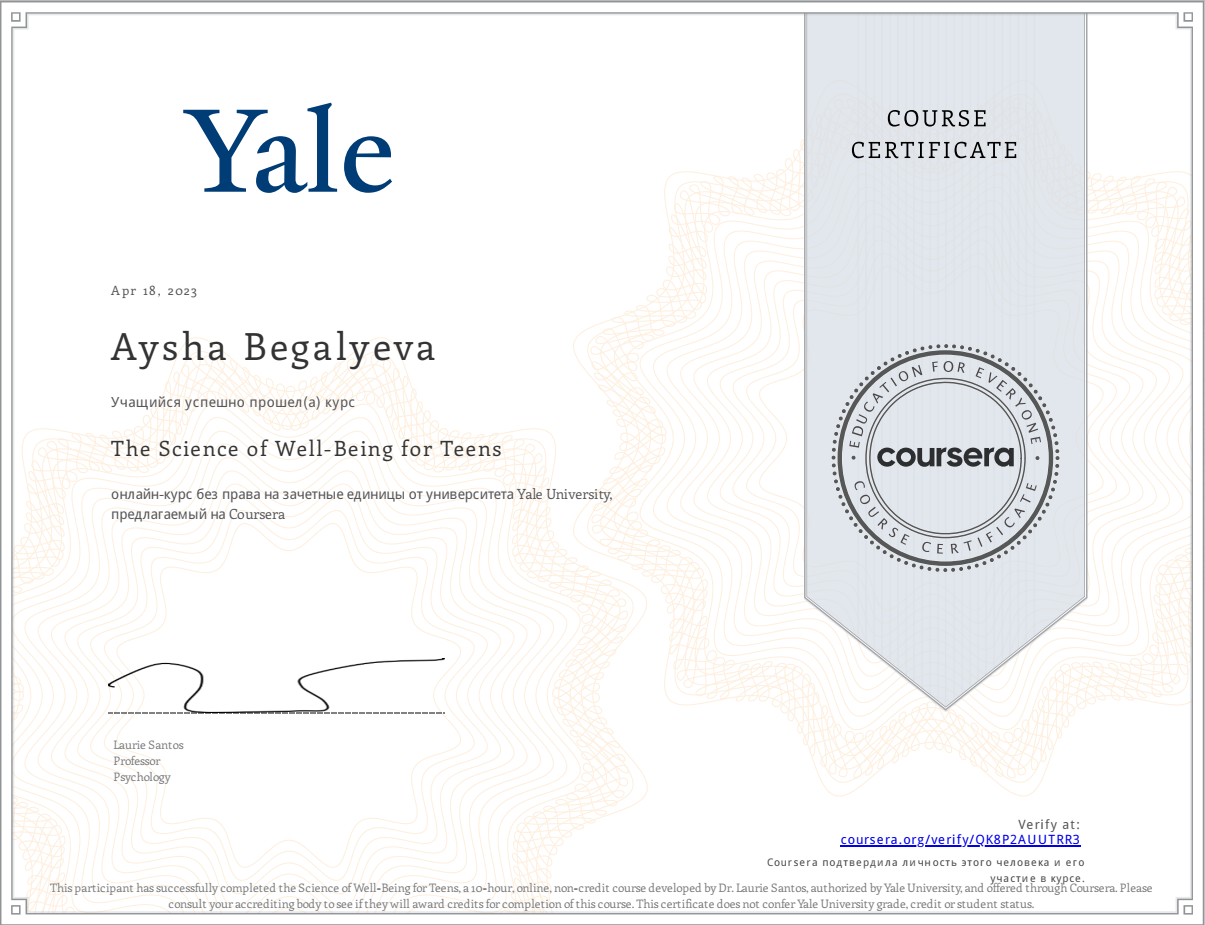 Yale
COURSE
CERTIFICATE
Apr 18, 2023
Aysha Begalyeva
Учащийся успешно прошел(а) курс
The Science of Well-Being for Teens
онлайн-курс без права на зачетные единицы от университета Yale University,
предлагаемый на Coursera
EDUCATION FOR EVERYONE
coursera
COURSE CERTIFICATE
Laurie Santos
Professor
Psychology
Verify at:
coursera.org/verify/QK8P2AUUTRR3
Coursera подтвердила личность этого человека и его
участие в курсе.
This participant has successfully completed the Science of Well-Being for Teens, a 10-hour, online, non-credit course developed by Dr. Laurie Santos, authorized by Yale University, and offered through Coursera. Please
consult your accrediting body to see if they will award credits for completion of this course. This certificate does not confer Yale University grade, credit or student status.